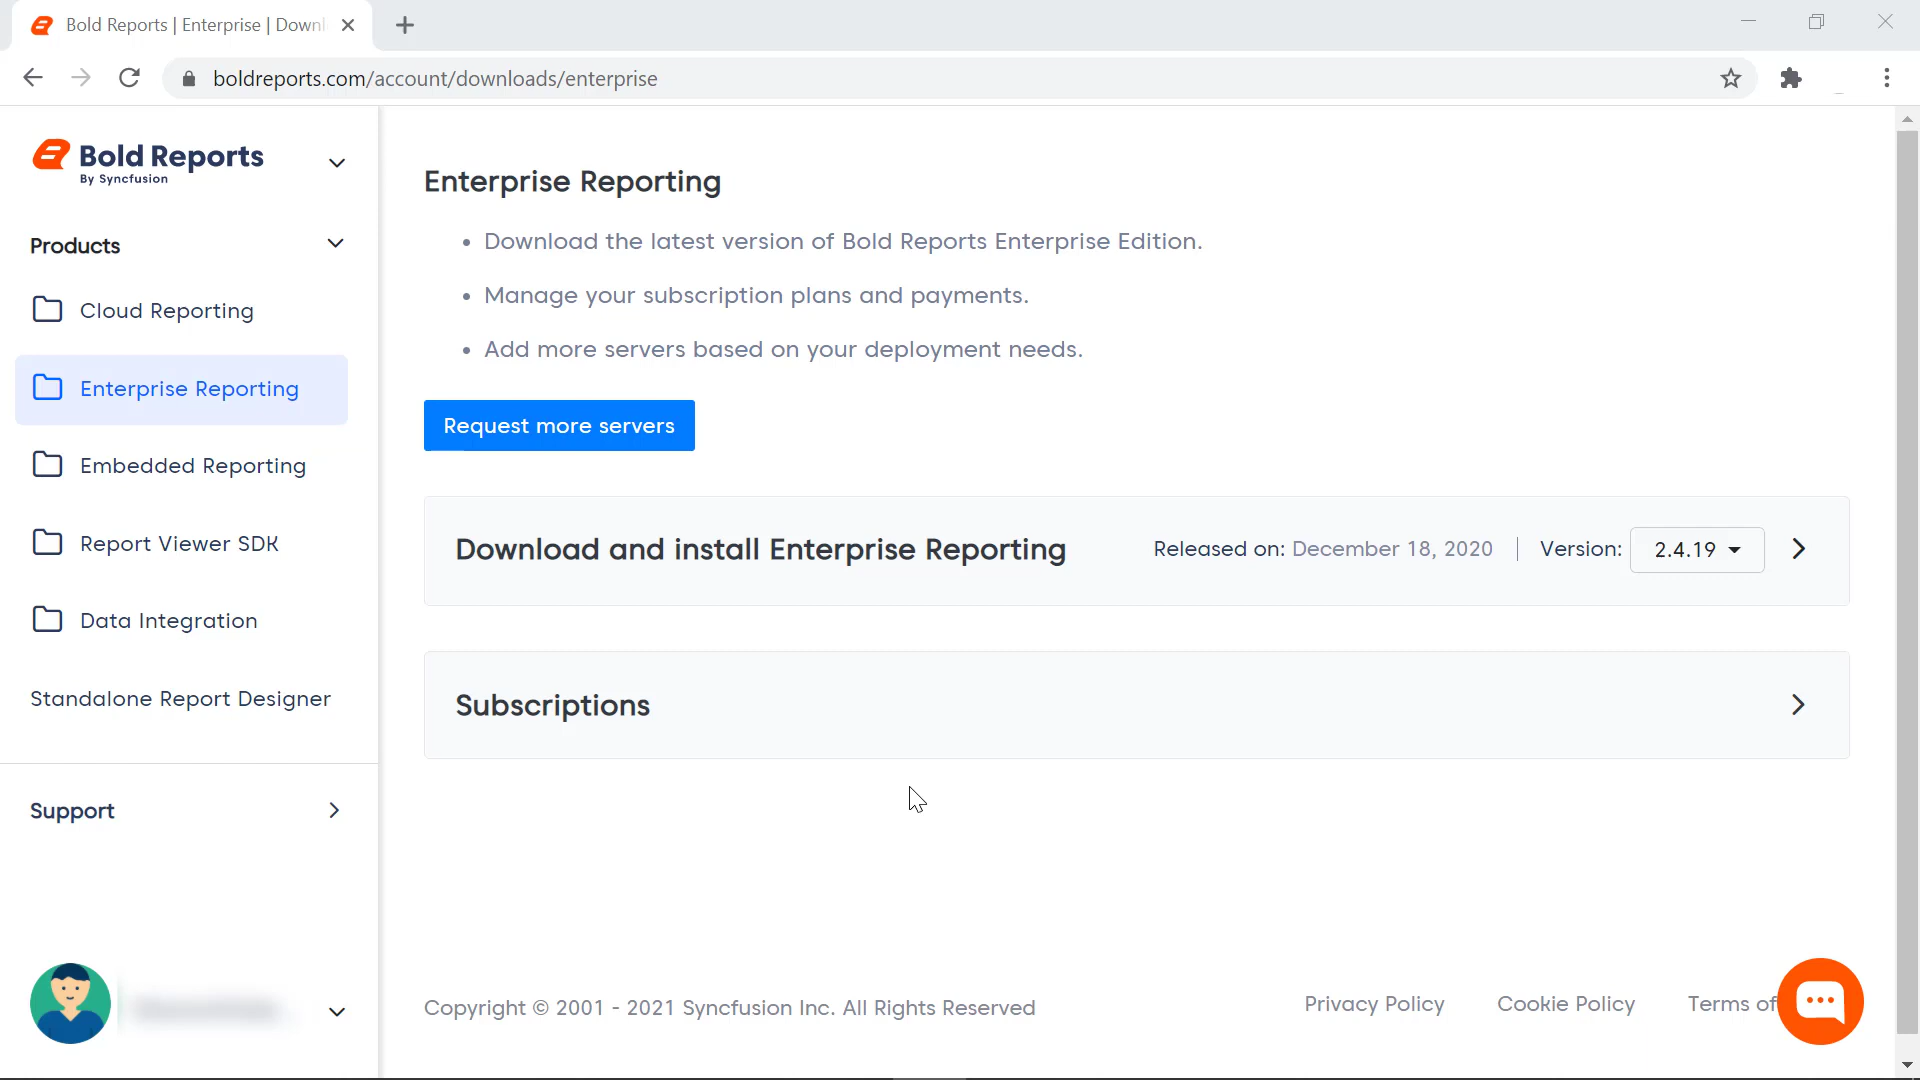 Bold Reports | Enterprise | Downl
boldreports.com/account/downloads/enterprise
Bold Reports
By Syncfusion
Products
Cloud Reporting
Enterprise Reporting
Embedded Reporting
Report Viewer SDK
Data Integration
Standalone Report Designer
Support
Enterprise Reporting
• Download the latest version of Bold Reports Enterprise Edition.
• Manage your subscription plans and payments.
• Add more servers based on your deployment needs.
Request more servers
Download and install Enterprise Reporting Released on: December 18, 2020 | Version: 2.4.19
Subscriptions
Copyright © 2001 - 2021 Syncfusion Inc. All Rights Reserved Privacy Policy Cookie Policy Terms of